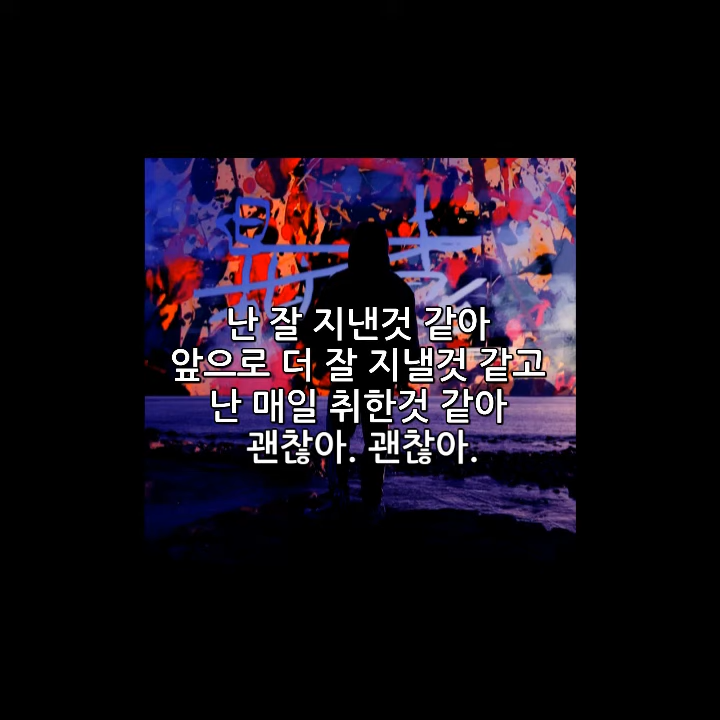 난 잘 지낸것 같아
앞으로 더 잘 지낼것 같고
난 매일 취한것 같아
괜찮아. 괜찮아.